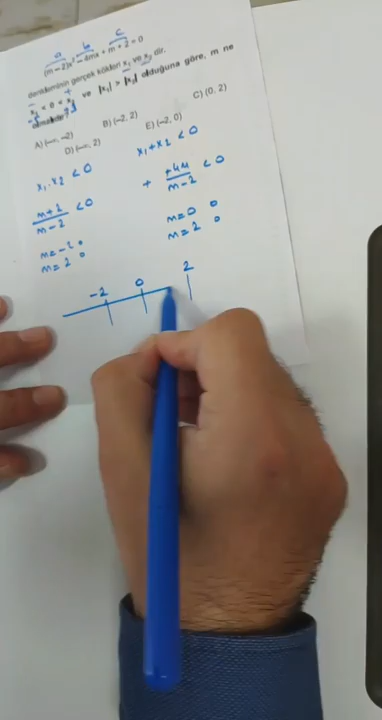 a b c
(m – 2)x² – 4mx + m + 2 = 0
denkleminin gerçek kökleri x₁ ve x₂ dir.
– +
x₁ < 0 < x₂ ve |x₁| > |x₂| olduğuna göre, m ne
olmalıdır?
A) (–∞, –2) B) (–2, 2) C) (0, 2)
D) (–∞, 2) E) (–2, 0)
x₁ . x₂ < 0
m+2 / m-2 < 0
m=-2
m=2
x₁+x₂ < 0
+ +4m / m-2 < 0
m=0
m=2
-2 0 2